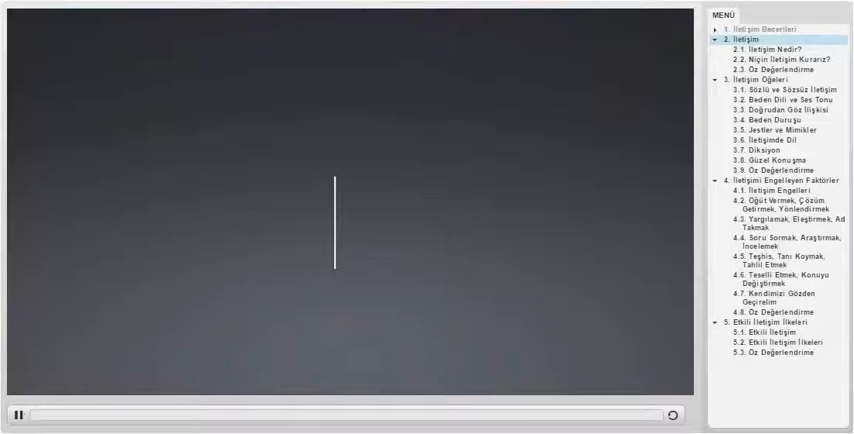 MENÜ
1. İletişim Becerileri
2. İletişim
2.1. İletişim Nedir?
2.2. Niçin İletişim Kurarız?
2.3. Öz Değerlendirme
3. İletişim Öğeleri
3.1. Sözlü ve Sözsüz İletişim
3.2. Beden Dili ve Ses Tonu
3.3. Doğrudan Göz İlişkisi
3.4. Beden Duruşu
3.5. Jestler ve Mimikler
3.6. İletişimde Dil
3.7. Diksiyon
3.8. Güzel Konuşma
3.9. Öz Değerlendirme
4. İletişimi Engelleyen Faktörler
4.1. İletişim Engelleri
4.2. Öğüt Vermek, Çözüm
Getirmek, Yönlendirmek
4.3. Yargılamak, Eleştirmek, Ad
Takmak
4.4. Soru Sormak, Araştırmak,
İncelemek
4.5. Teşhis, Tanı Koymak,
Tahlil Etmek
4.6. Teselli Etmek, Konuyu
Değiştirmek
4.7. Kendimizi Gözden
Geçirelim
4.8. Öz Değerlendirme
5. Etkili İletişim İlkeleri
5.1. Etkili İletişim
5.2. Etkili İletişim İlkeleri
5.3. Öz Değerlendrime